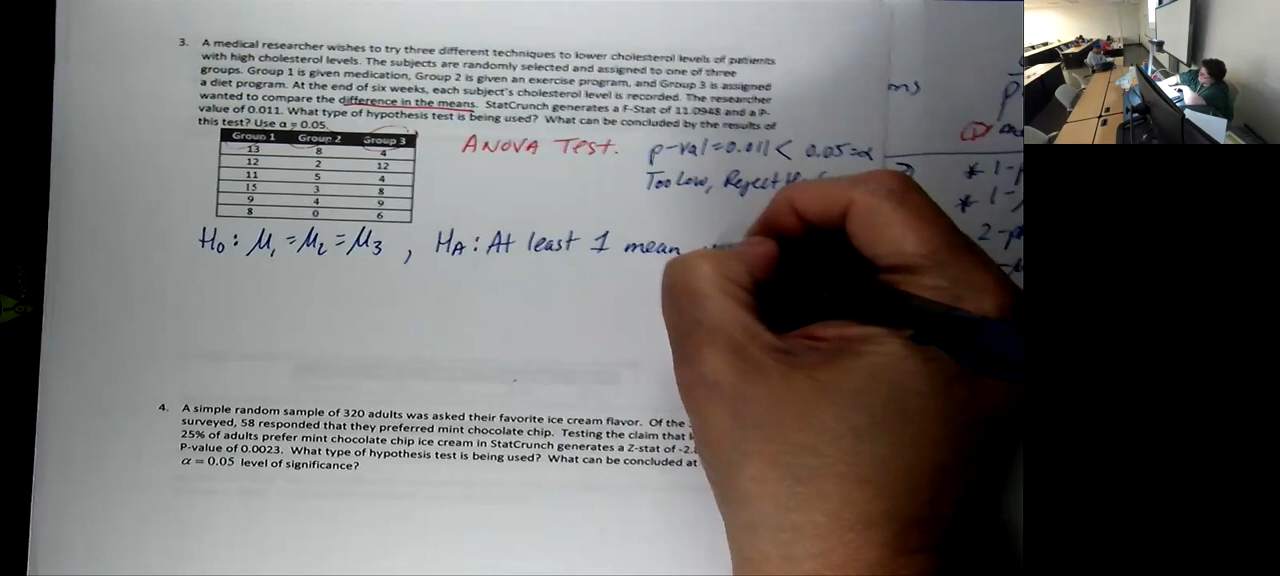 3. A medical researcher wishes to try three different techniques to lower cholesterol levels of patients
with high cholesterol levels. The subjects are randomly selected and assigned to one of three
groups. Group 1 is given medication, Group 2 is given an exercise program, and Group 3 is assigned
a diet program. At the end of six weeks, each subject's cholesterol level is recorded. The researcher
wanted to compare the difference in the means. StatCrunch generates a F-Stat of 11.0948 and a P-
value of 0.011. What type of hypothesis test is being used? What can be concluded by the results of
this test? Use α = 0.05.
Group 1 Group 2 Group 3
13 8 4
12 2 12
11 5 4
15 3 8
9 4 9
8 0 6
ANOVA TEST.
p-val = 0.011 < 0.05 = α
Too Low, Reject
H₀: μ₁ = μ₂ = μ₃ , H_A: At least 1 mean
4. A simple random sample of 320 adults was asked their favorite ice cream flavor. Of the
surveyed, 58 responded that they preferred mint chocolate chip. Testing the claim that
25% of adults prefer mint chocolate chip ice cream in StatCrunch generates a Z-stat of -2.
P-value of 0.0023. What type of hypothesis test is being used? What can be concluded at
α = 0.05 level of significance?